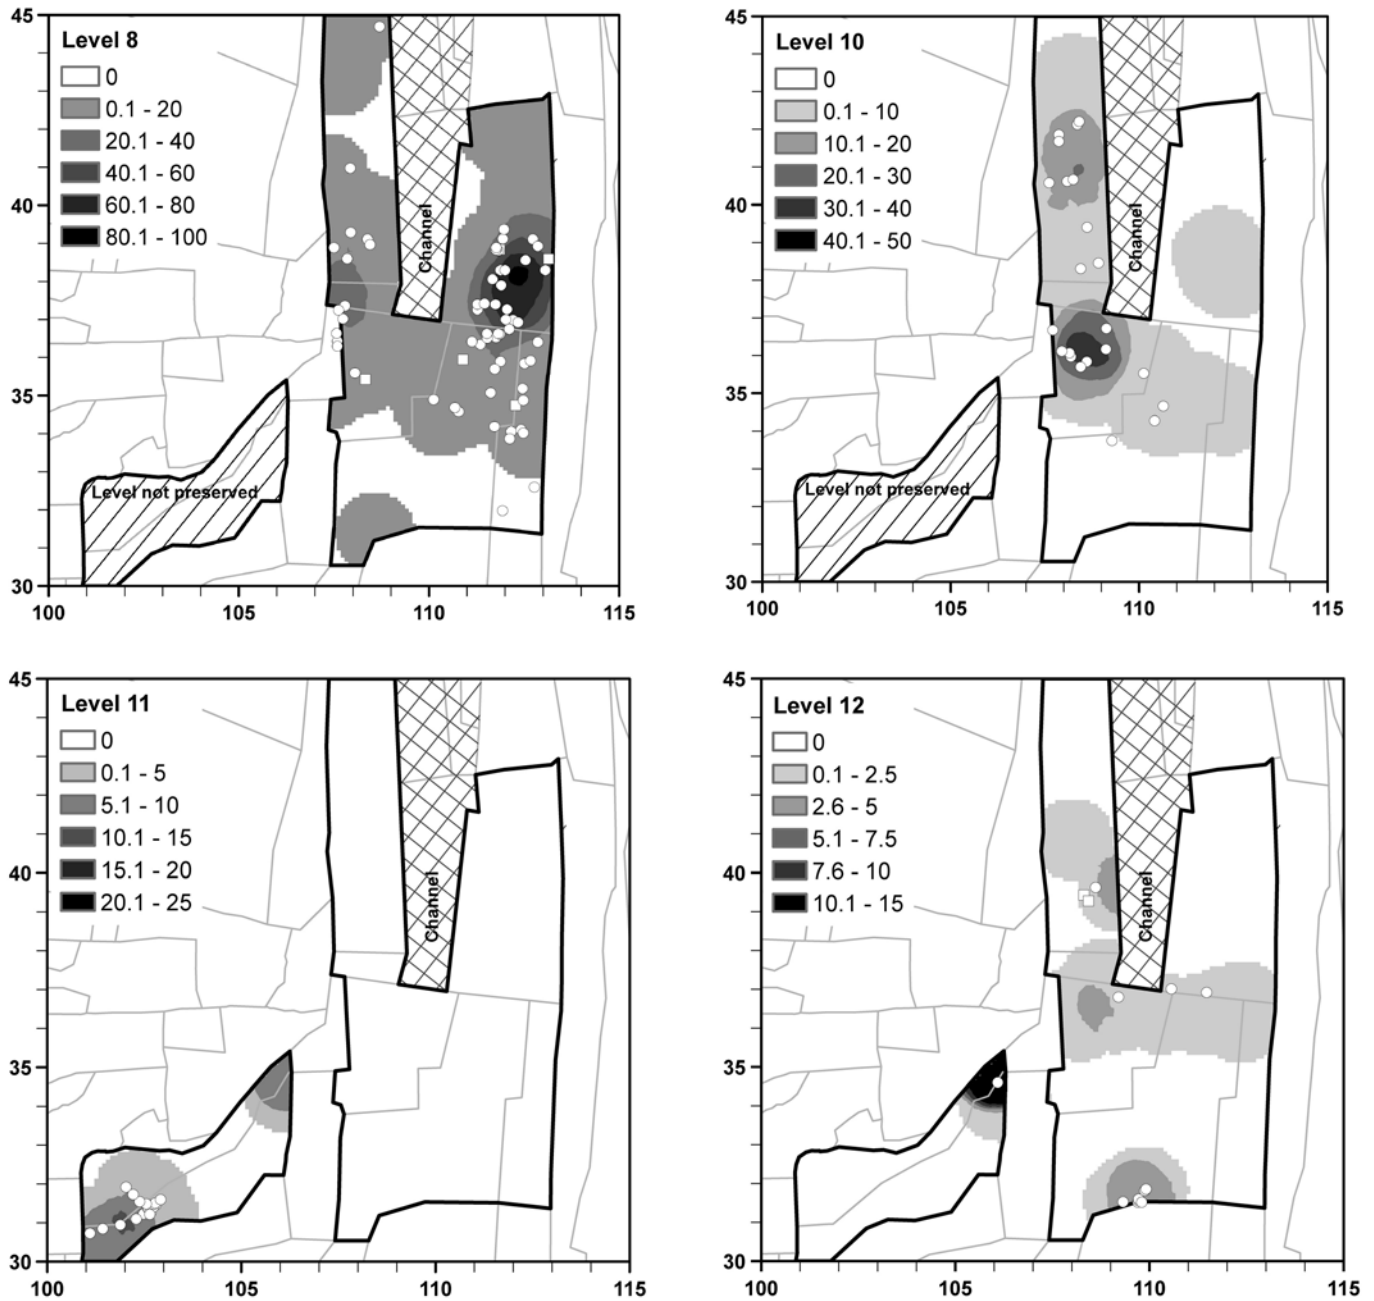 45
Level 8
0
0.1 - 20
20.1 - 40
40.1 - 60
60.1 - 80
80.1 - 100
40
35
30
Channel
Level not preserved
100 105 110 115
45
Level 10
0
0.1 - 10
10.1 - 20
20.1 - 30
30.1 - 40
40.1 - 50
40
35
30
Channel
Level not preserved
100 105 110 115
45
Level 11
0
0.1 - 5
5.1 - 10
10.1 - 15
15.1 - 20
20.1 - 25
40
35
30
Channel
100 105 110 115
45
Level 12
0
0.1 - 2.5
2.6 - 5
5.1 - 7.5
7.6 - 10
10.1 - 15
40
35
30
Channel
100 105 110 115